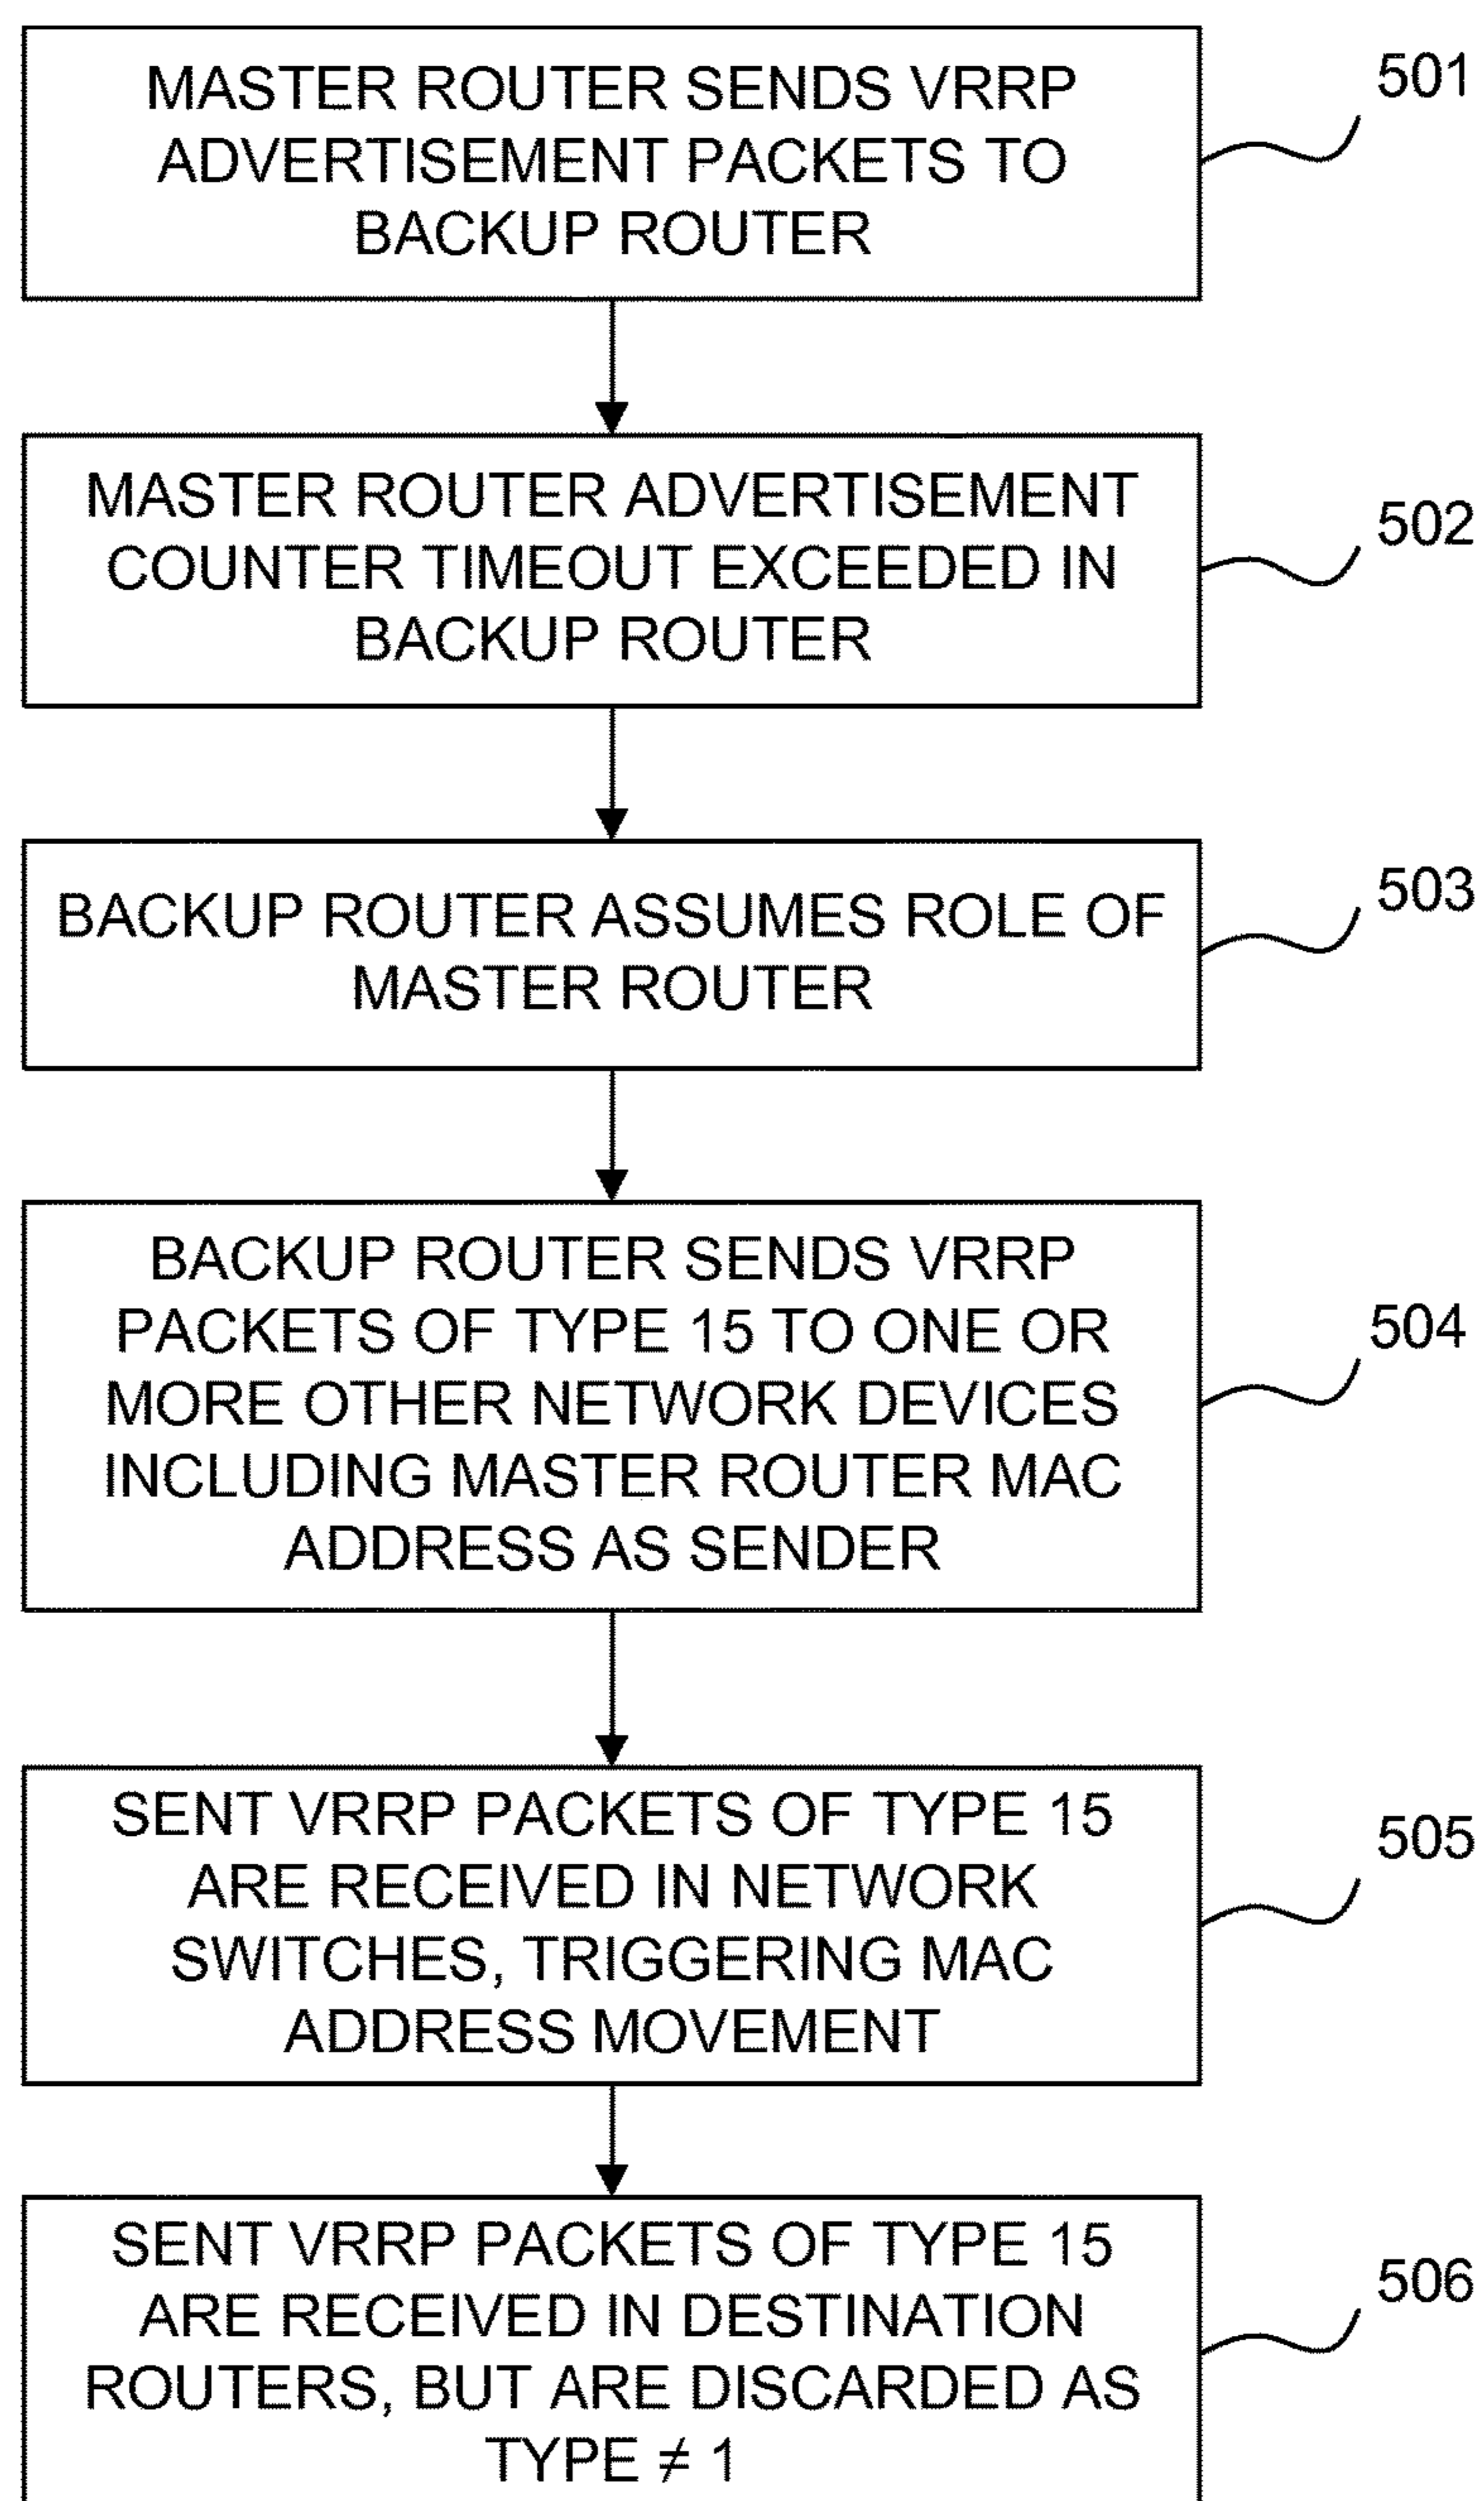 MASTER ROUTER SENDS VRRP
ADVERTISEMENT PACKETS TO
BACKUP ROUTER
501
MASTER ROUTER ADVERTISEMENT
COUNTER TIMEOUT EXCEEDED IN
BACKUP ROUTER
502
BACKUP ROUTER ASSUMES ROLE OF
MASTER ROUTER
503
BACKUP ROUTER SENDS VRRP
PACKETS OF TYPE 15 TO ONE OR
MORE OTHER NETWORK DEVICES
INCLUDING MASTER ROUTER MAC
ADDRESS AS SENDER
504
SENT VRRP PACKETS OF TYPE 15
ARE RECEIVED IN NETWORK
SWITCHES, TRIGGERING MAC
ADDRESS MOVEMENT
505
SENT VRRP PACKETS OF TYPE 15
ARE RECEIVED IN DESTINATION
ROUTERS, BUT ARE DISCARDED AS
TYPE ≠ 1
506